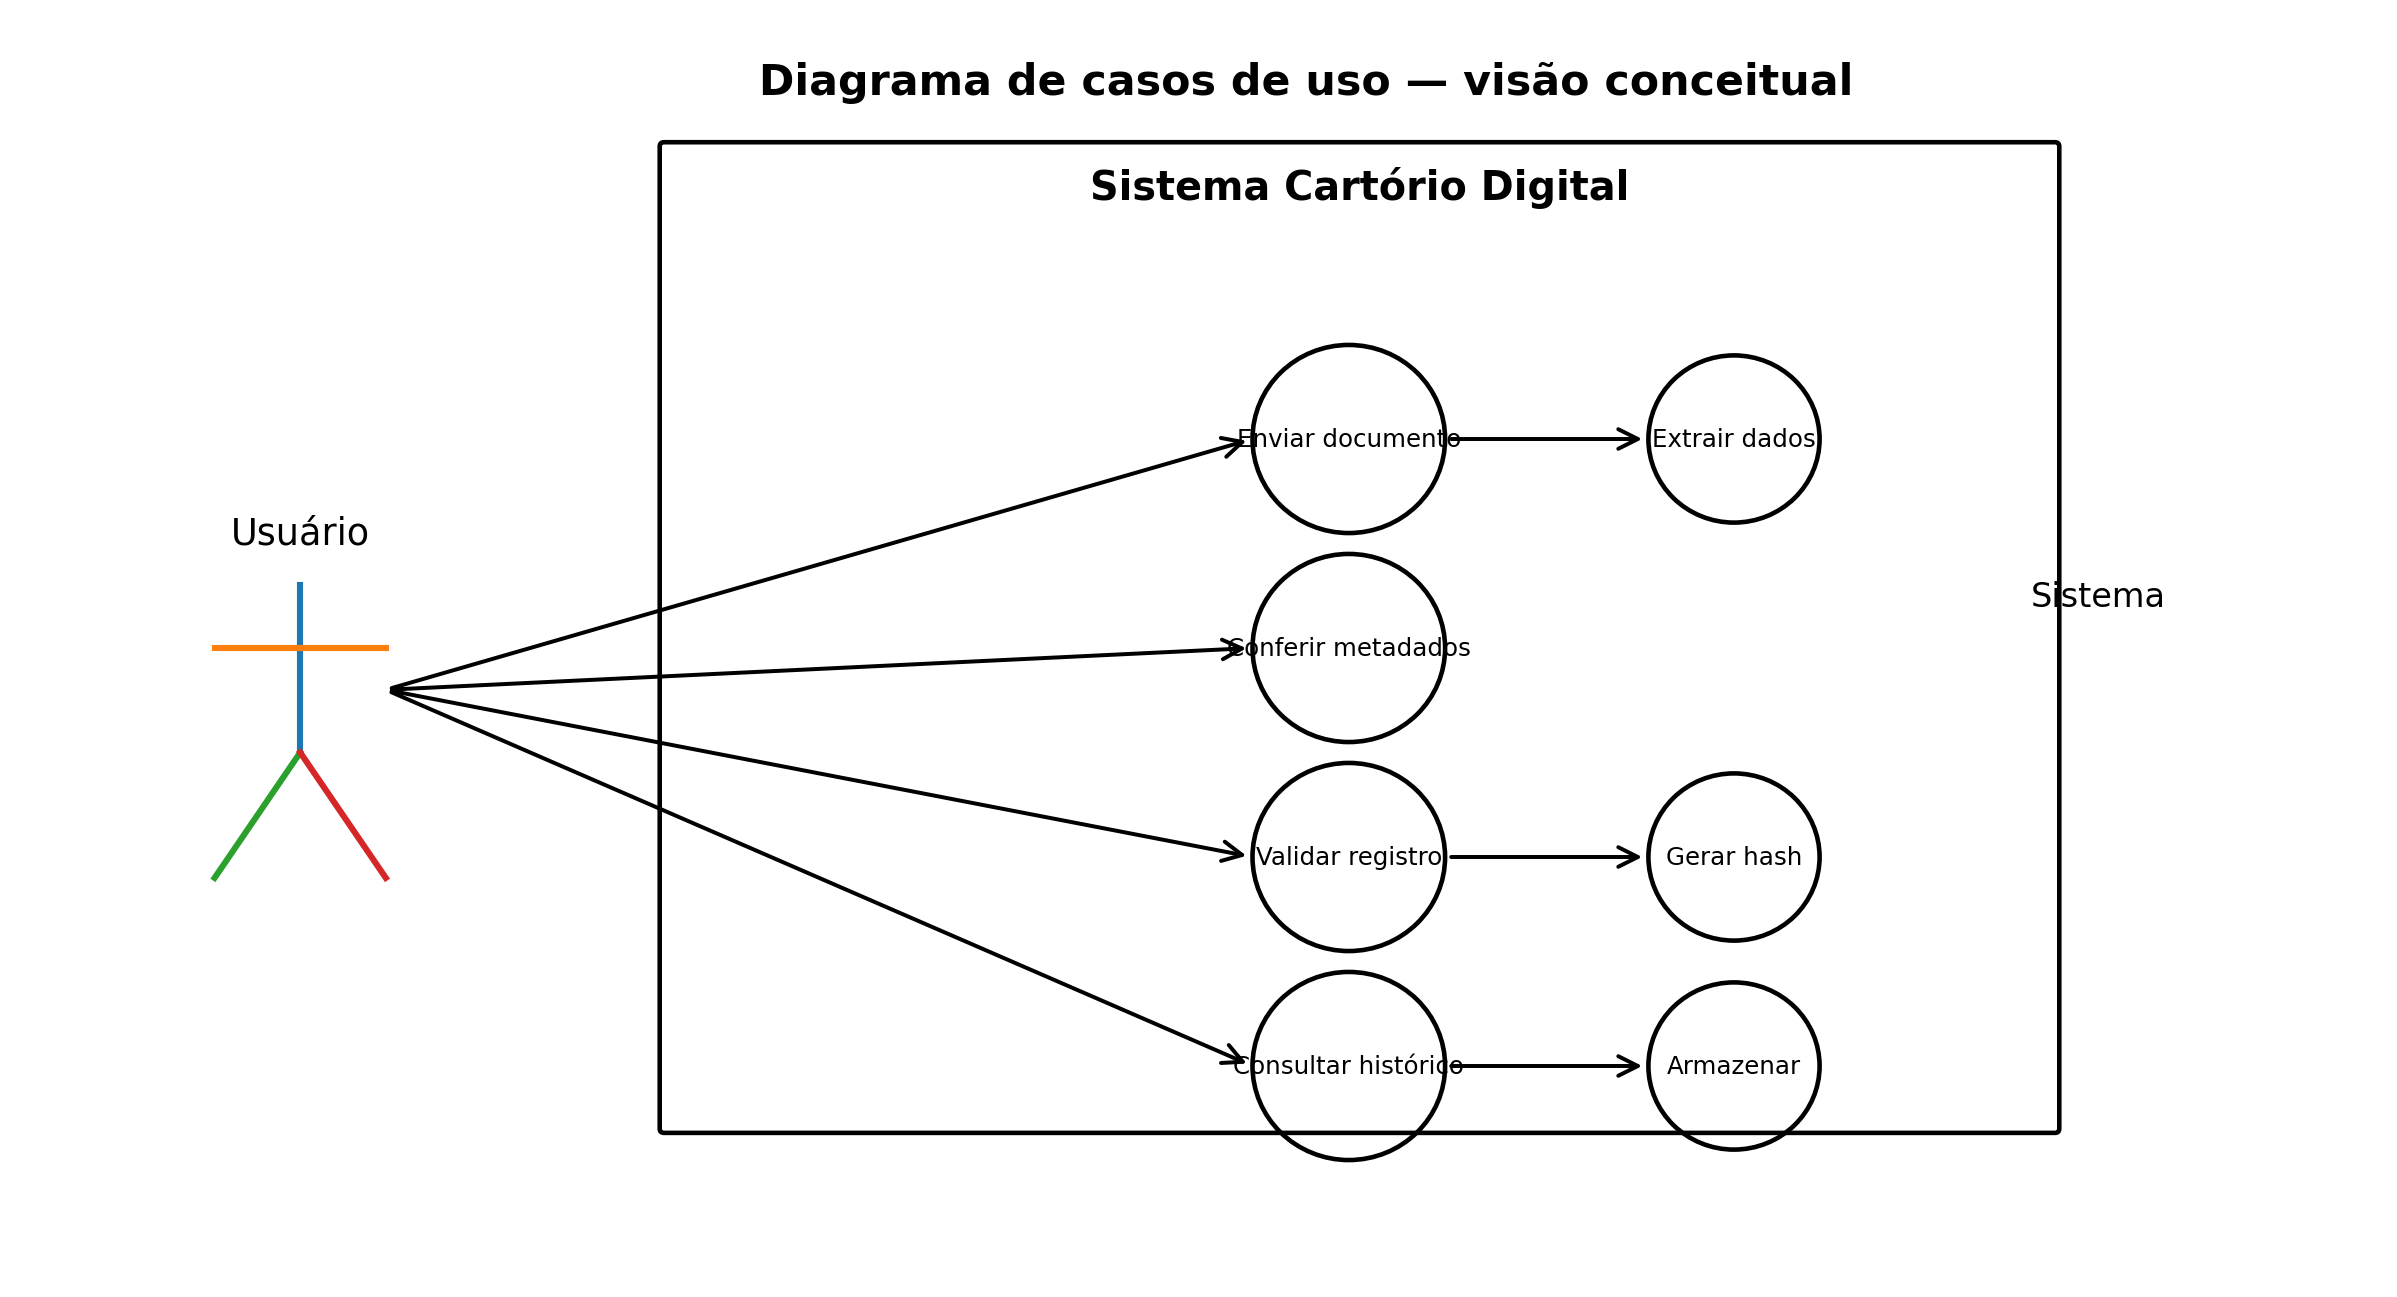 Diagrama de casos de uso — visão conceitual
Sistema Cartório Digital
Enviar documento
Extrair dados
Usuário
Sistema
Conferir metadados
Validar registro
Gerar hash
Consultar histórico
Armazenar